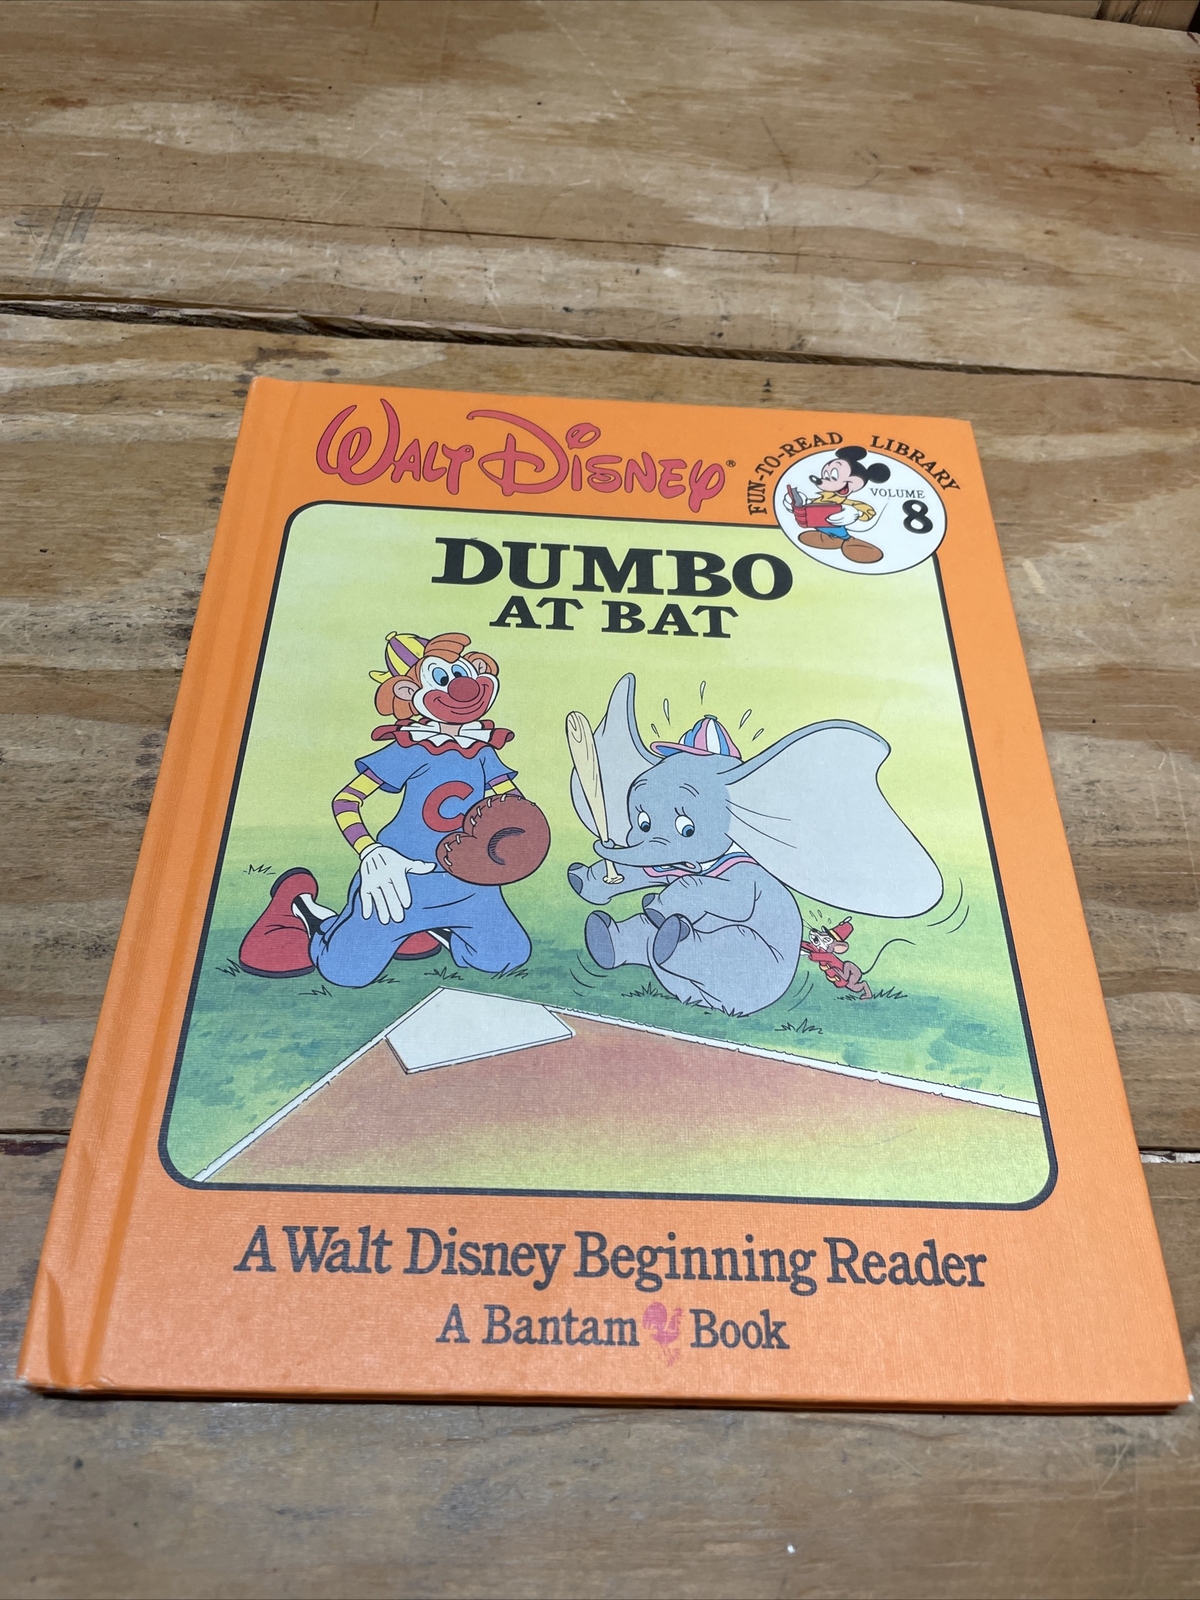 WALT DISNEY®
FUN-TO-READ LIBRARY
VOLUME
8
DUMBO
AT BAT
C
A Walt Disney Beginning Reader
A Bantam Book